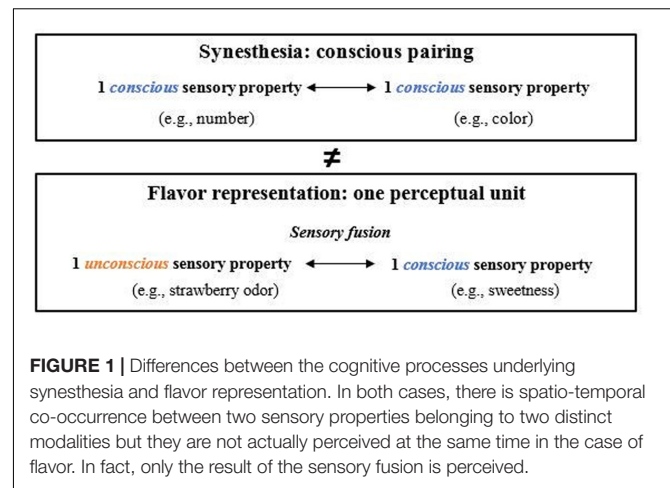 Synesthesia: conscious pairing
1 conscious sensory property ⟷ 1 conscious sensory property
(e.g., number) (e.g., color)
≠
Flavor representation: one perceptual unit
Sensory fusion
1 unconscious sensory property ⟷ 1 conscious sensory property
(e.g., strawberry odor) (e.g., sweetness)
FIGURE 1 | Differences between the cognitive processes underlying
synesthesia and flavor representation. In both cases, there is spatio-temporal
co-occurrence between two sensory properties belonging to two distinct
modalities but they are not actually perceived at the same time in the case of
flavor. In fact, only the result of the sensory fusion is perceived.